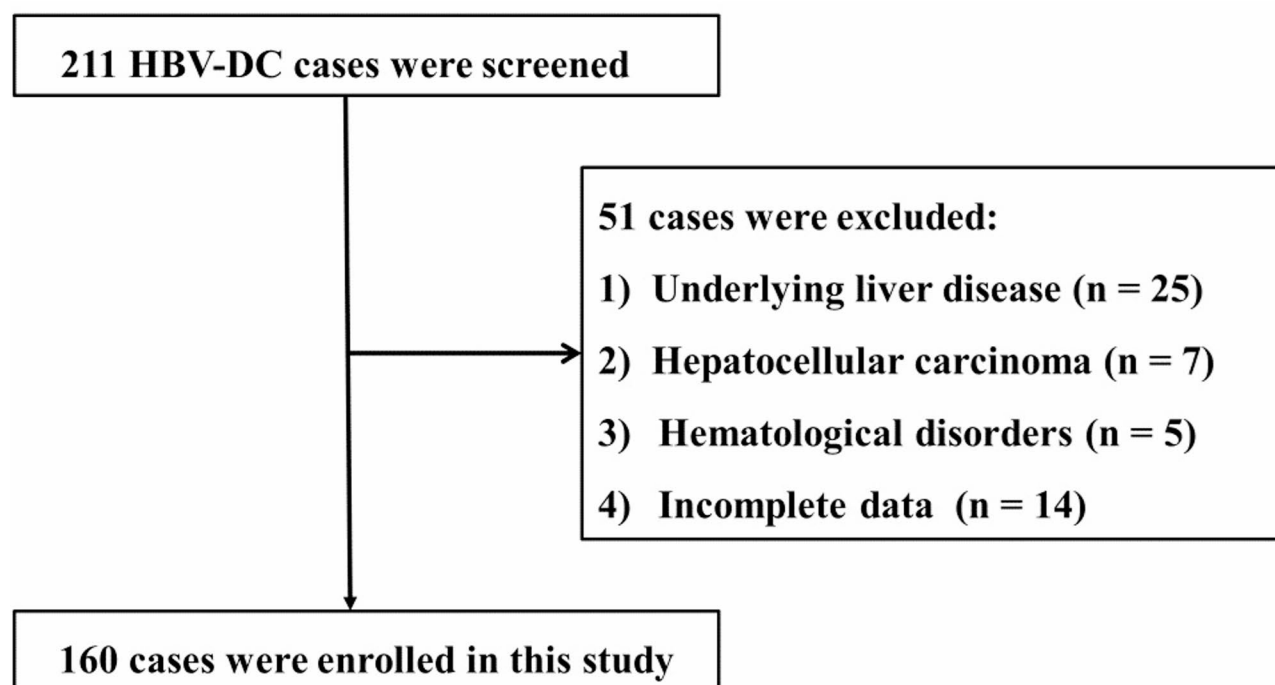 211 HBV-DC cases were screened
51 cases were excluded:
1) Underlying liver disease (n = 25)
2) Hepatocellular carcinoma (n = 7)
3) Hematological disorders (n = 5)
4) Incomplete data (n = 14)
160 cases were enrolled in this study